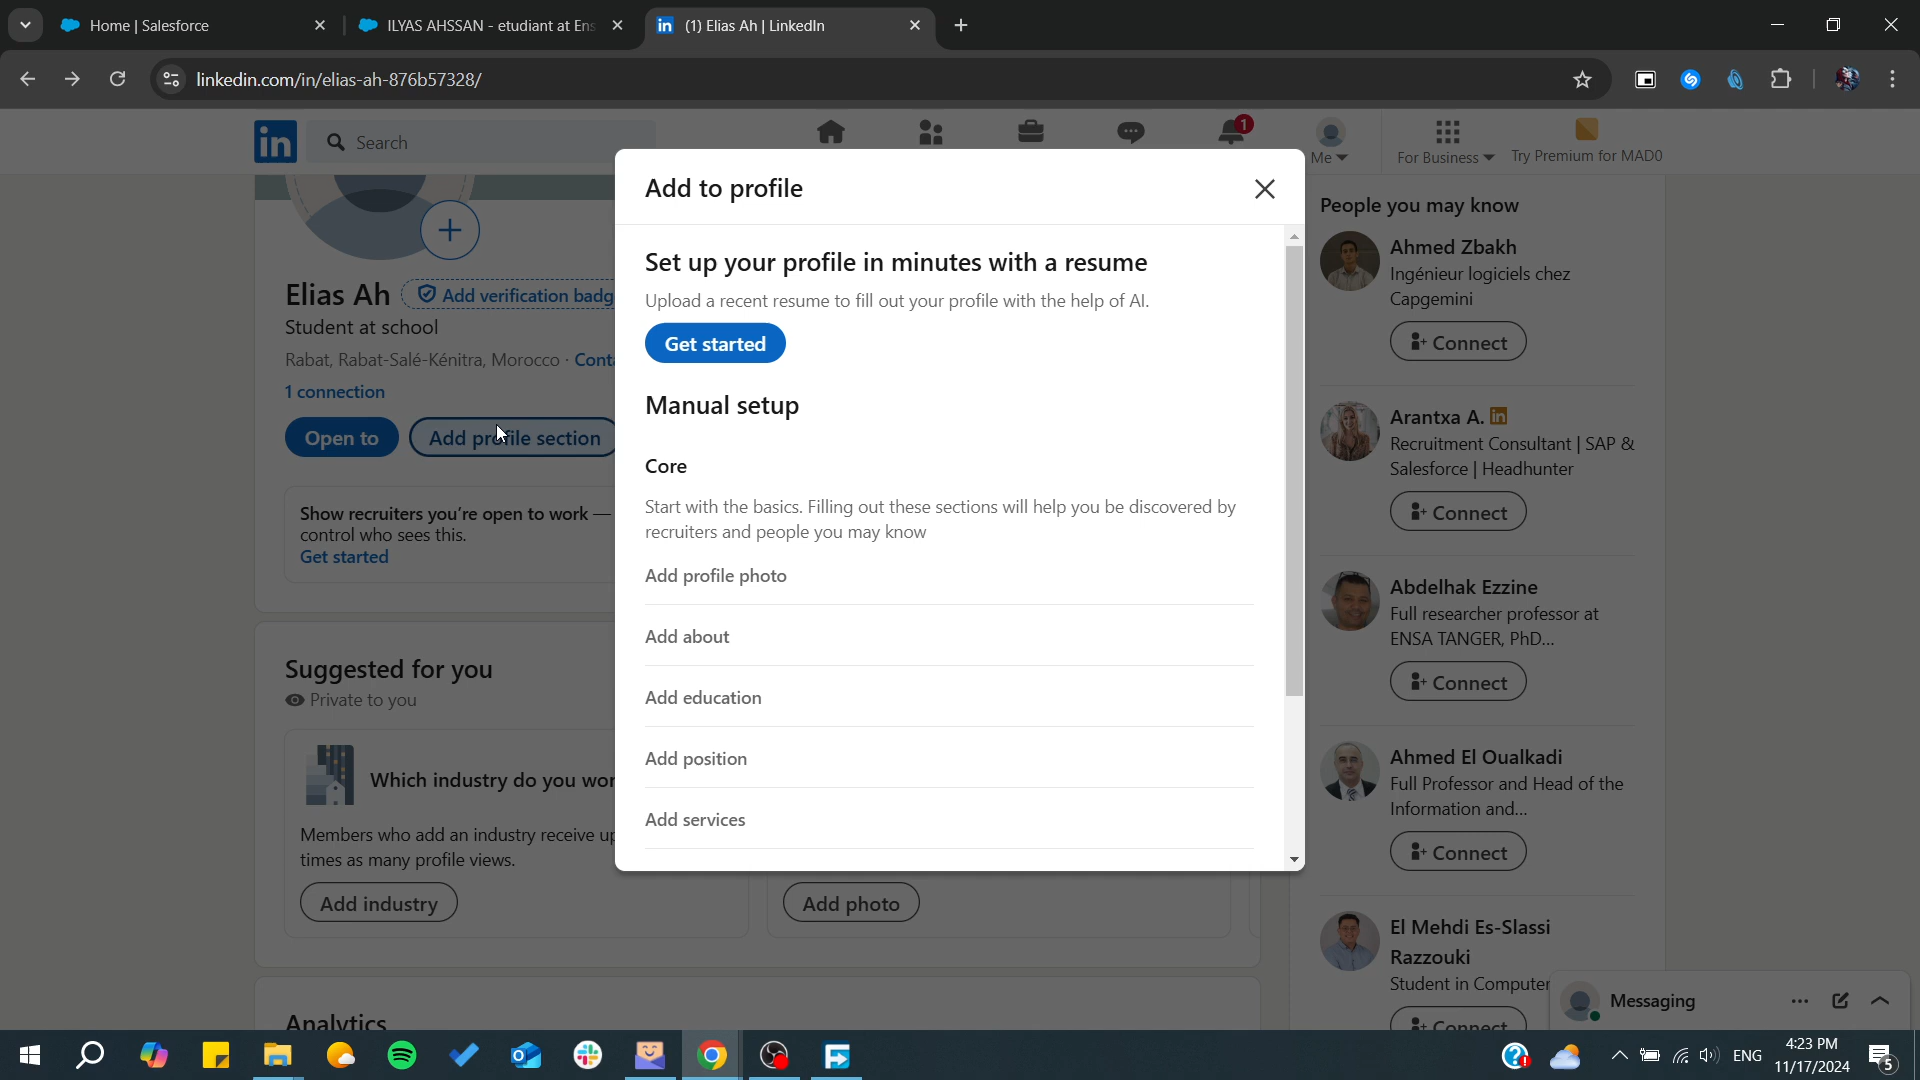 Home | Salesforce
ILYAS AHSSAN - etudiant at Ens
(1) Elias Ah | LinkedIn
linkedin.com/in/elias-ah-876b57328/
Search
1
Me
For Business
Try Premium for MAD0
Add to profile
Set up your profile in minutes with a resume
Upload a recent resume to fill out your profile with the help of AI.
Get started
Manual setup
Core
Start with the basics. Filling out these sections will help you be discovered by
recruiters and people you may know
Add profile photo
Add about
Add education
Add position
Add services
Elias Ah
Add verification badg
Student at school
Rabat, Rabat-Salé-Kénitra, Morocco · Conta
1 connection
Open to
Add profile section
Show recruiters you're open to work —
control who sees this.
Get started
Suggested for you
Private to you
Which industry do you wor
Members who add an industry receive up
times as many profile views.
Add industry
Add photo
Analytics
People you may know
Ahmed Zbakh
Ingénieur logiciels chez
Capgemini
Connect
Arantxa A.
Recruitment Consultant | SAP &
Salesforce | Headhunter
Connect
Abdelhak Ezzine
Full researcher professor at
ENSA TANGER, PhD...
Connect
Ahmed El Oualkadi
Full Professor and Head of the
Information and...
Connect
El Mehdi Es-Slassi
Razzouki
Student in Computer
Connect
Messaging
ENG
4:23 PM
11/17/2024
5